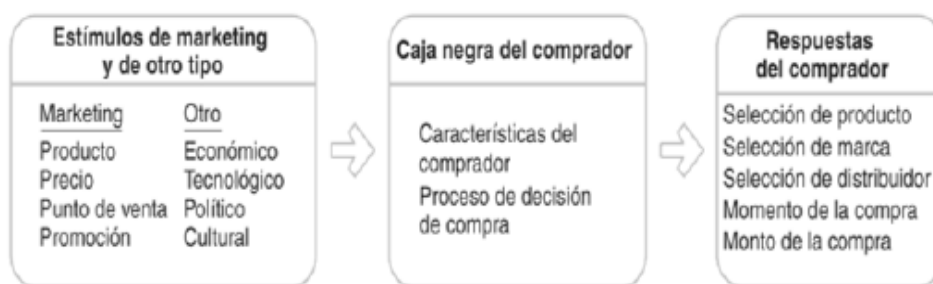 Estímulos de marketing
y de otro tipo
Marketing Otro
Producto Económico
Precio Tecnológico
Punto de venta Político
Promoción Cultural
Caja negra del comprador
Características del
comprador
Proceso de decisión
de compra
Respuestas
del comprador
Selección de producto
Selección de marca
Selección de distribuidor
Momento de la compra
Monto de la compra